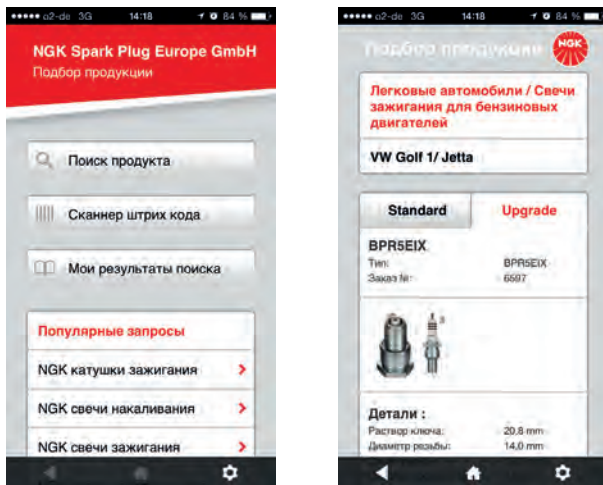 o2-de 3G 14:18 84 %
NGK Spark Plug Europe GmbH
Подбор продукции
Поиск продукта
Сканнер штрих кода
Мои результаты поиска
Популярные запросы
NGK катушки зажигания
NGK свечи накаливания
NGK свечи зажигания
o2-de 3G 14:18 84 %
Подбор продукции NGK
Легковые автомобили / Свечи
зажигания для бензиновых
двигателей
VW Golf 1/ Jetta
Standard Upgrade
BPR5EIX
Тип: BPR5EIX
Заказ №: 6597
Детали :
Раствор ключа: 20,8 mm
Диаметр резьбы: 14,0 mm